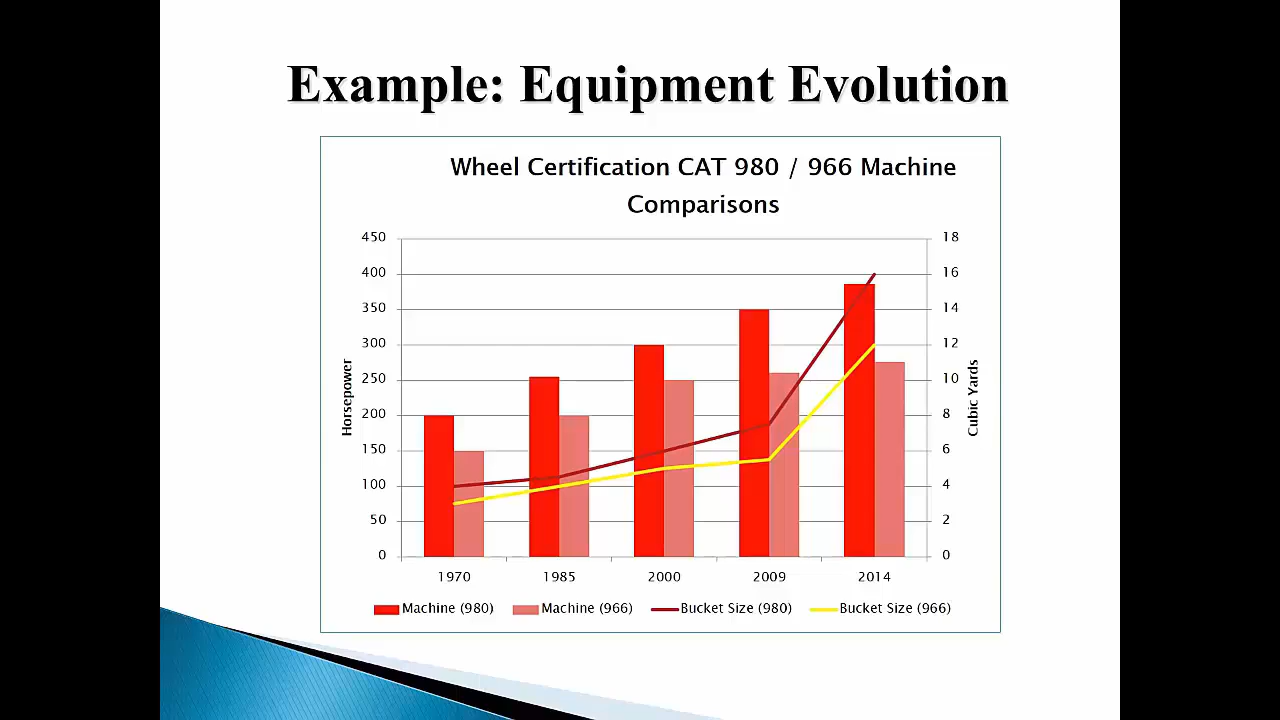 Example: Equipment Evolution
Wheel Certification CAT 980 / 966 Machine
Comparisons
450
400
350
300
250
200
150
100
50
0
Horsepower
18
16
14
12
10
8
6
4
2
0
Cubic Yards
1970 1985 2000 2009 2014
Machine (980) Machine (966) Bucket Size (980) Bucket Size (966)